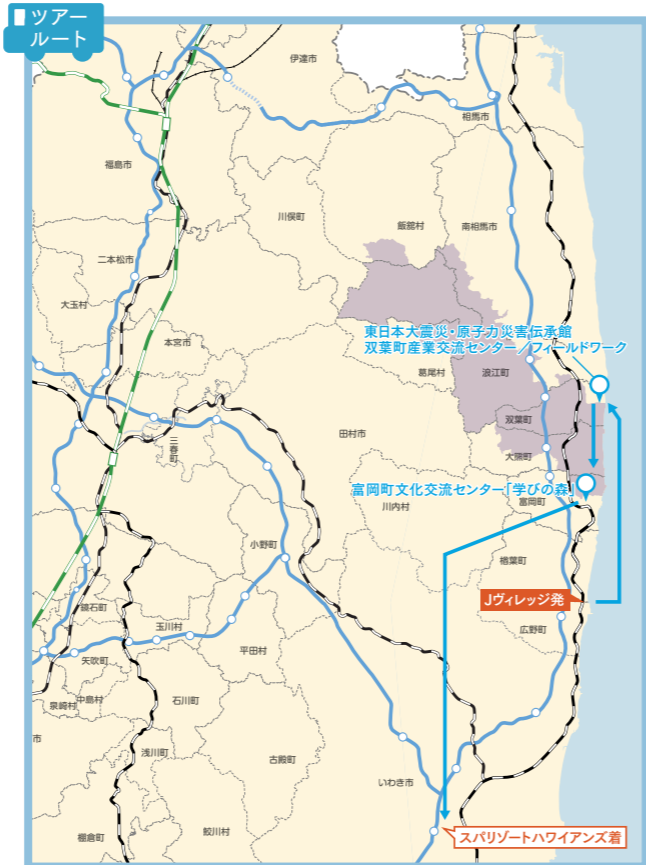 ツアー
ルート
伊達市
相馬市
福島市
川俣町
飯舘村
南相馬市
二本松市
大玉村
本宮市
東日本大震災・原子力災害伝承館
双葉町産業交流センター/フィールドワーク
葛尾村
浪江町
双葉町
田村市
三春町
大熊町
富岡町文化交流センター「学びの森」
川内村
富岡町
小野町
楢葉町
Jヴィレッジ発
鏡石町
玉川村
広野町
矢吹町
平田村
泉崎村
中島村
石川町
市
浅川町
古殿町
いわき市
棚倉町
鮫川村
スパリゾートハワイアンズ着